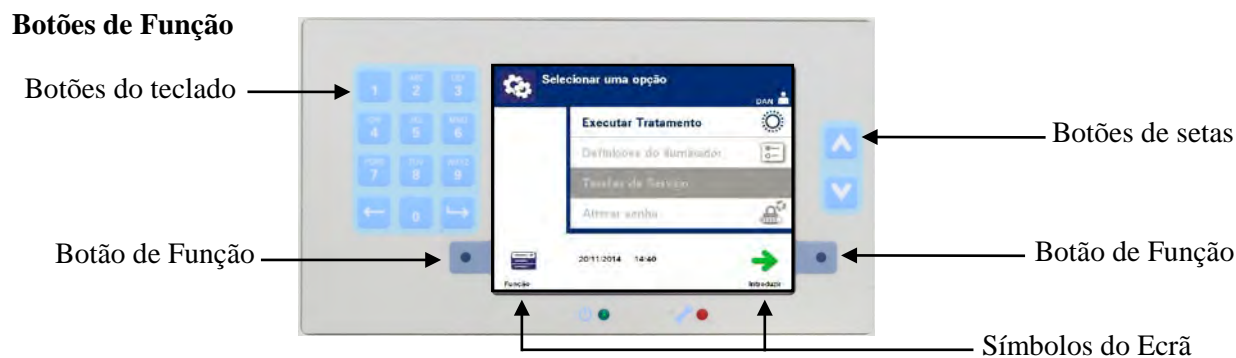 Botões de Função
Botões do teclado
Botões de setas
Botão de Função
Botão de Função
Símbolos do Ecrã
1 2 3
4 5 6
7 8 9
0
Selecionar uma opção
DAN
Executar Tratamento
Definições do Iluminador
Tarefas de Serviço
Alterar senha
20/11/2014 14:40
Função
Introduzir